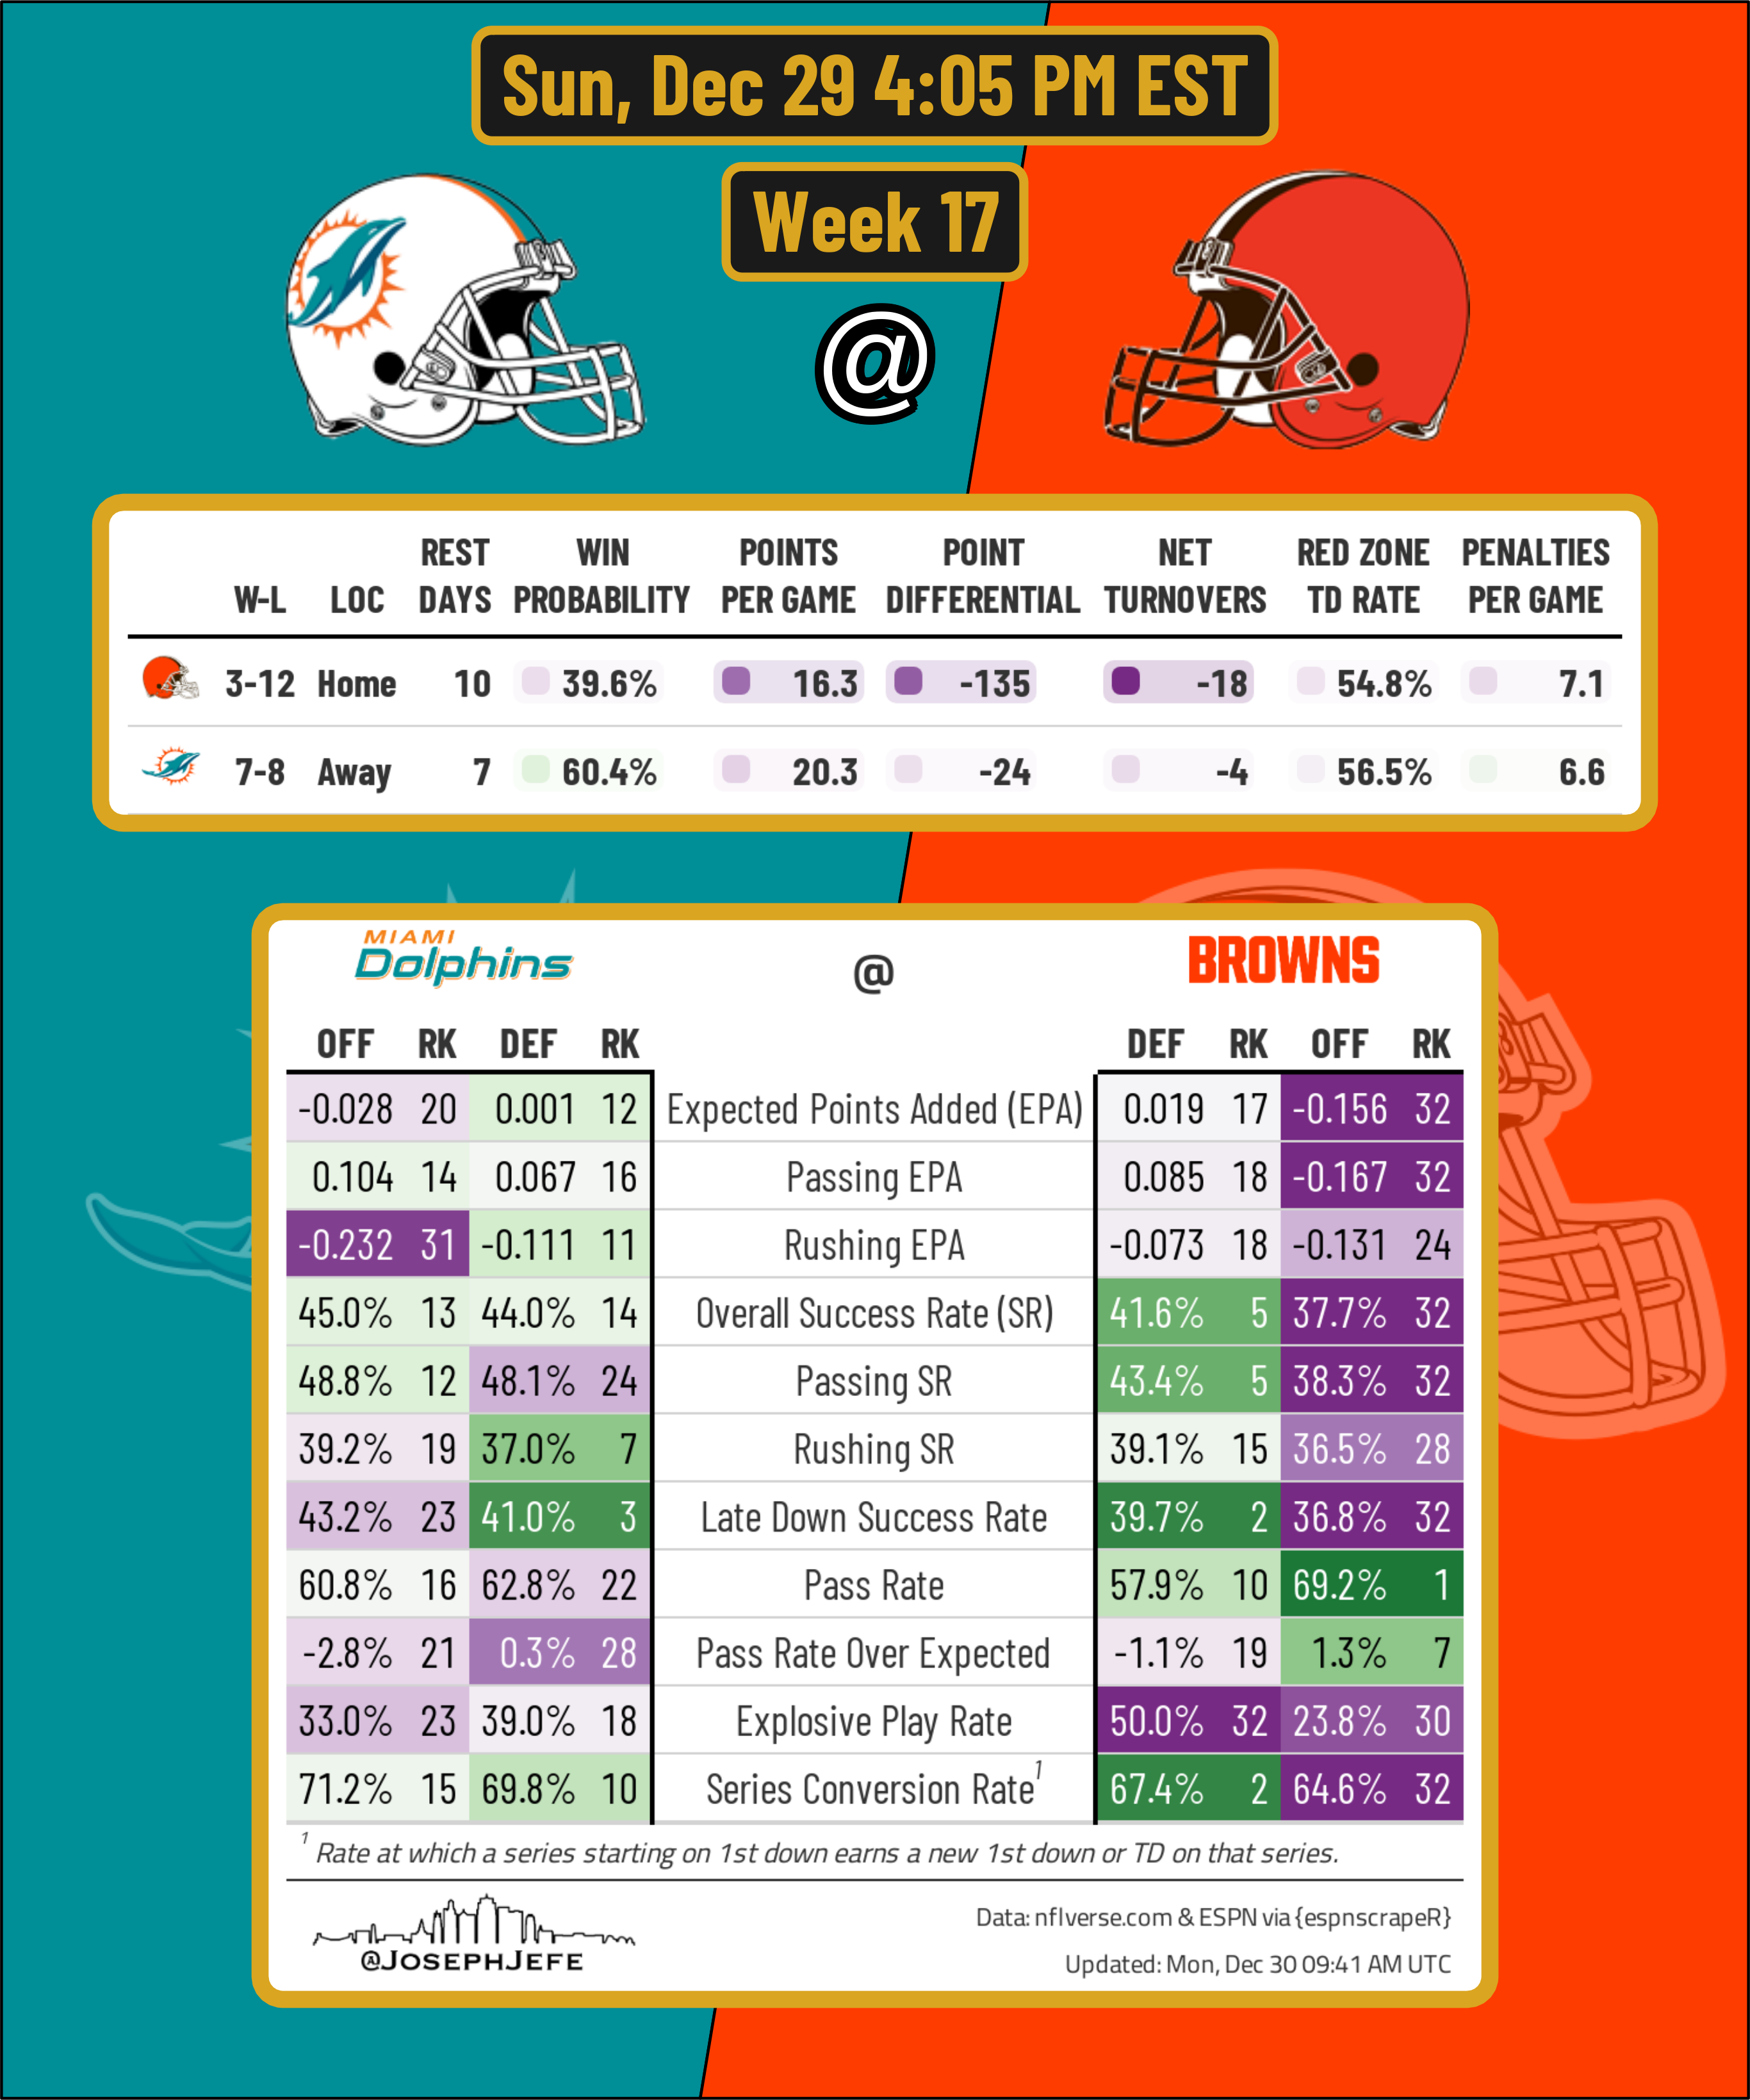 Sun, Dec 29 4:05 PM EST
Week 17
@
REST WIN POINTS POINT NET RED ZONE PENALTIES
W-L LOC DAYS PROBABILITY PER GAME DIFFERENTIAL TURNOVERS TD RATE PER GAME
3-12 Home 10 39.6% 16.3 -135 -18 54.8% 7.1
7-8 Away 7 60.4% 20.3 -24 -4 56.5% 6.6
MIAMI
Dolphins @ BROWNS
OFF RK DEF RK DEF RK OFF RK
-0.028 20 0.001 12 Expected Points Added (EPA) 0.019 17 -0.156 32
0.104 14 0.067 16 Passing EPA 0.085 18 -0.167 32
-0.232 31 -0.111 11 Rushing EPA -0.073 18 -0.131 24
45.0% 13 44.0% 14 Overall Success Rate (SR) 41.6% 5 37.7% 32
48.8% 12 48.1% 24 Passing SR 43.4% 5 38.3% 32
39.2% 19 37.0% 7 Rushing SR 39.1% 15 36.5% 28
43.2% 23 41.0% 3 Late Down Success Rate 39.7% 2 36.8% 32
60.8% 16 62.8% 22 Pass Rate 57.9% 10 69.2% 1
-2.8% 21 0.3% 28 Pass Rate Over Expected -1.1% 19 1.3% 7
33.0% 23 39.0% 18 Explosive Play Rate 50.0% 32 23.8% 30
71.2% 15 69.8% 10 Series Conversion Rate¹ 67.4% 2 64.6% 32
¹ Rate at which a series starting on 1st down earns a new 1st down or TD on that series.
@JOSEPHJEFE
Data: nflverse.com & ESPN via {espnscrapeR}
Updated: Mon, Dec 30 09:41 AM UTC